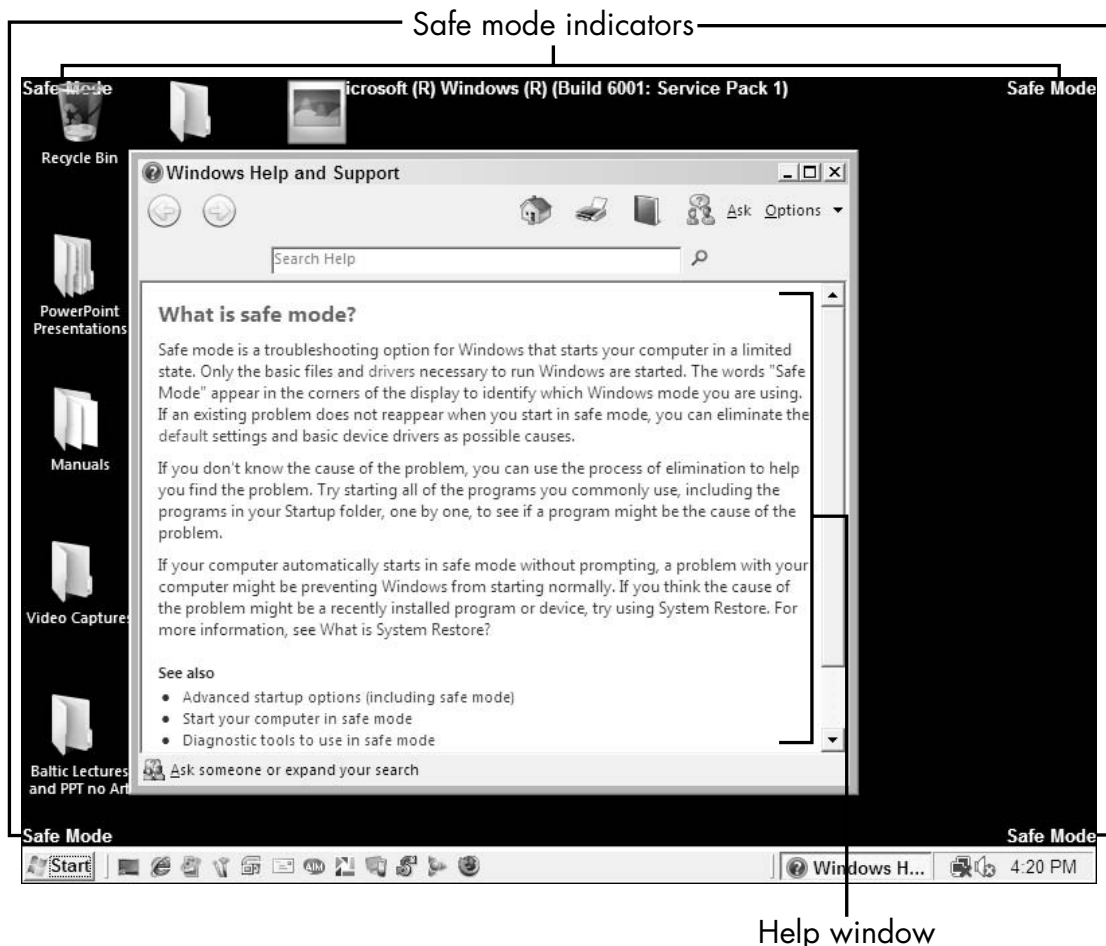 Safe mode indicators
Safe Mode
icrosoft (R) Windows (R) (Build 6001: Service Pack 1)
Safe Mode
Recycle Bin
PowerPoint
Presentations
Manuals
Video Captures
Baltic Lectures
and PPT no Art
Windows Help and Support
Ask Options
Search Help
What is safe mode?
Safe mode is a troubleshooting option for Windows that starts your computer in a limited
state. Only the basic files and drivers necessary to run Windows are started. The words "Safe
Mode" appear in the corners of the display to identify which Windows mode you are using.
If an existing problem does not reappear when you start in safe mode, you can eliminate the
default settings and basic device drivers as possible causes.
If you don't know the cause of the problem, you can use the process of elimination to help
you find the problem. Try starting all of the programs you commonly use, including the
programs in your Startup folder, one by one, to see if a program might be the cause of the
problem.
If your computer automatically starts in safe mode without prompting, a problem with your
computer might be preventing Windows from starting normally. If you think the cause of
the problem might be a recently installed program or device, try using System Restore. For
more information, see What is System Restore?
See also
• Advanced startup options (including safe mode)
• Start your computer in safe mode
• Diagnostic tools to use in safe mode
Ask someone or expand your search
Safe Mode
Safe Mode
Start
AIM
Windows H...
4:20 PM
Help window